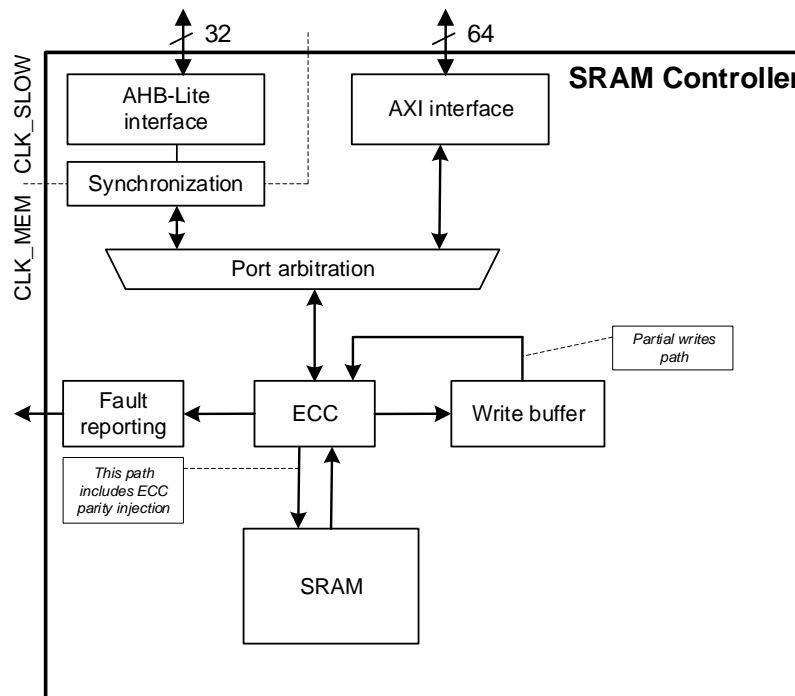 32
64
SRAM Controller
CLK_SLOW
AHB-Lite
interface
AXI interface
Synchronization
CLK_MEM
Port arbitration
Partial writes
path
Fault
reporting
ECC
Write buffer
This path
includes ECC
parity injection
SRAM